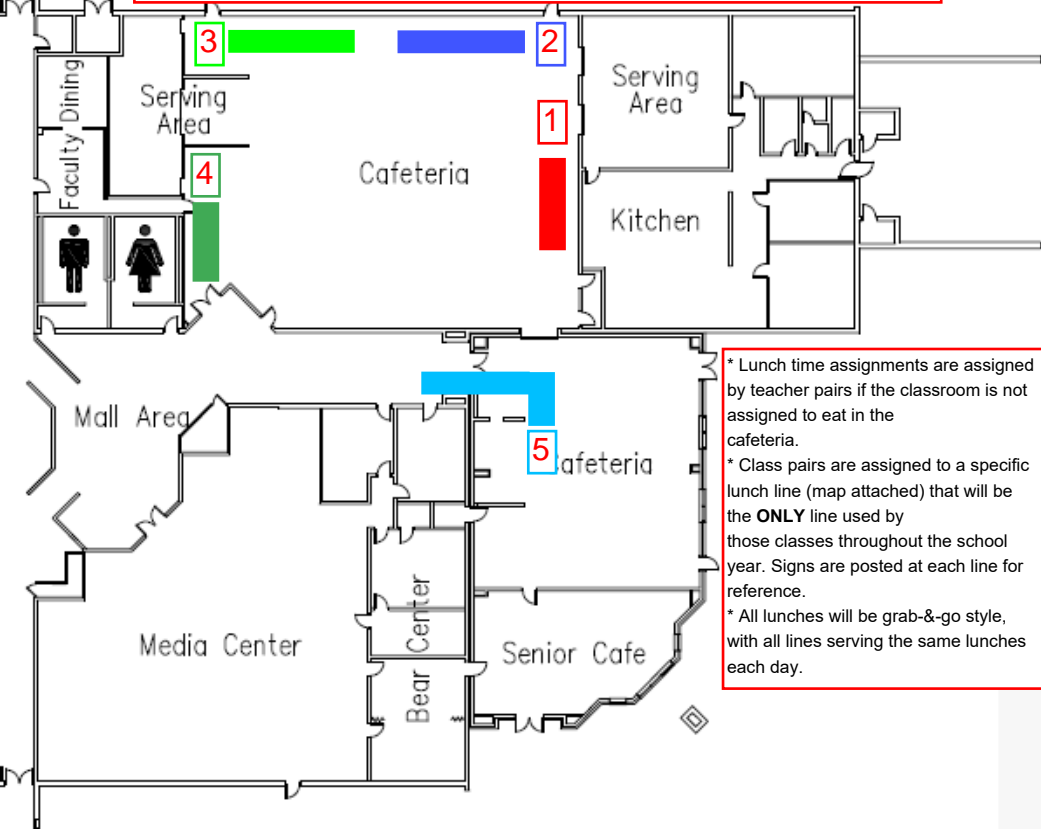 3
2
Serving
Area
1
Faculty Dining
Serving
Area
Cafeteria
4
Kitchen
* Lunch time assignments are assigned
by teacher pairs if the classroom is not
assigned to eat in the
cafeteria.
* Class pairs are assigned to a specific
lunch line (map attached) that will be
the ONLY line used by
those classes throughout the school
year. Signs are posted at each line for
reference.
* All lunches will be grab-&-go style,
with all lines serving the same lunches
each day.
Mall Area
5
afeteria
Media Center
Bear Center
Senior Cafe